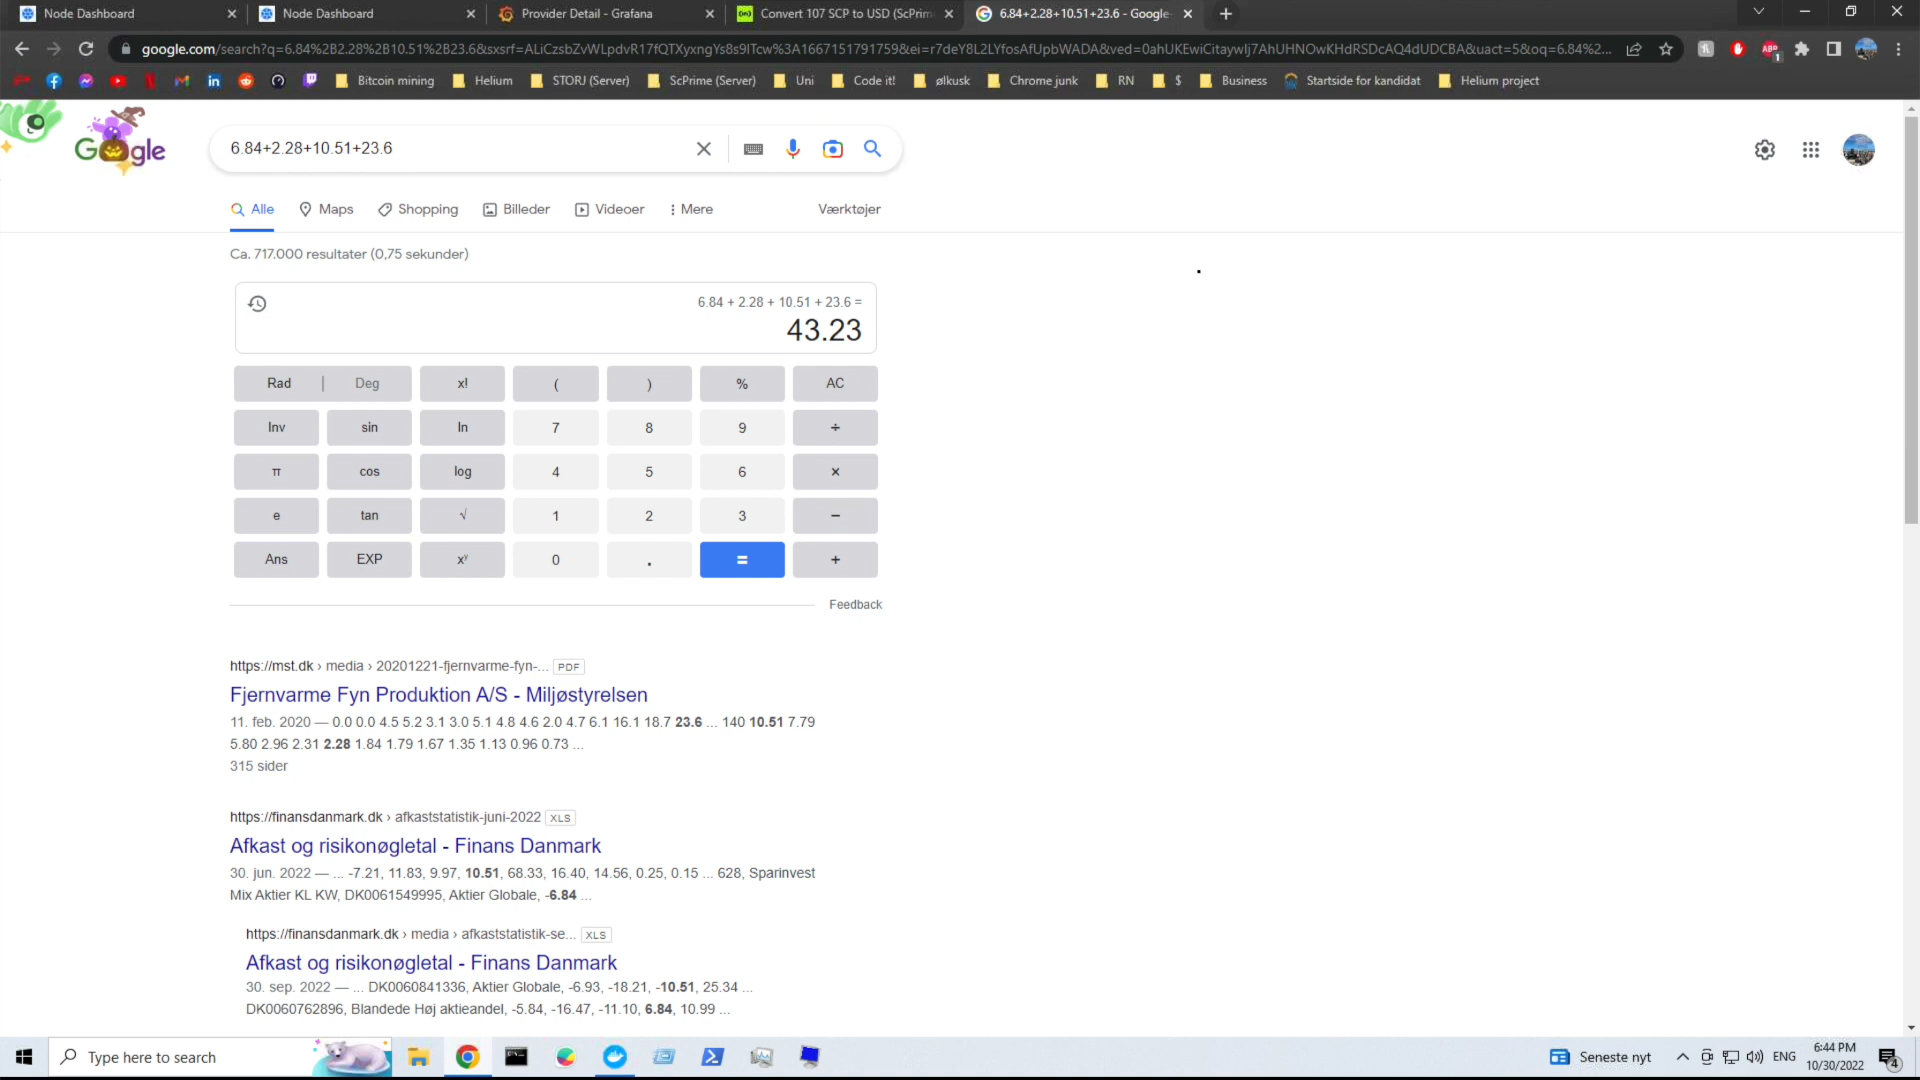 Node Dashboard
Node Dashboard
Provider Detail - Grafana
Convert 107 SCP to USD (ScPrim
6.84+2.28+10.51+23.6 - Google
google.com/search?q=6.84%2B2.28%2B10.51%2B23.6&sxsrf=ALiCzsbZvWLpdvR17fQTXyxngYs8s9ITcw%3A1667151791759&ei=r7deY8L2LYfosAfUpbWADA&ved=0ahUKEwiCitaywIj7AhUHNOwKHdRSDcAQ4dUDCBA&uact=5&oq=6.84%2...
ABP
1
Bitcoin mining
Helium
STORJ (Server)
ScPrime (Server)
Uni
Code it!
ølkusk
Chrome junk
RN
$
Business
Startside for kandidat
Helium project
Google
6.84+2.28+10.51+23.6
Alle
Maps
Shopping
Billeder
Videoer
Mere
Værktøjer
Ca. 717.000 resultater (0,75 sekunder)
6.84 + 2.28 + 10.51 + 23.6 =
43.23
Rad | Deg x! ( ) % AC
Inv sin ln 7 8 9 ÷
π cos log 4 5 6 ×
e tan √ 1 2 3 −
Ans EXP xʸ 0 . = +
Feedback
https://mst.dk › media › 20201221-fjernvarme-fyn-... PDF
Fjernvarme Fyn Produktion A/S - Miljøstyrelsen
11. feb. 2020 — 0.0 0.0 4.5 5.2 3.1 3.0 5.1 4.8 4.6 2.0 4.7 6.1 16.1 18.7 23.6 ... 140 10.51 7.79
5.80 2.96 2.31 2.28 1.84 1.79 1.67 1.35 1.13 0.96 0.73 ...
315 sider
https://finansdanmark.dk › afkaststatistik-juni-2022 XLS
Afkast og risikonøgletal - Finans Danmark
30. jun. 2022 — ... -7.21, 11.83, 9.97, 10.51, 68.33, 16.40, 14.56, 0.25, 0.15 ... 628, Sparinvest
Mix Aktier KL KW, DK0061549995, Aktier Globale, -6.84 ...
https://finansdanmark.dk › media › afkaststatistik-se... XLS
Afkast og risikonøgletal - Finans Danmark
30. sep. 2022 — ... DK0060841336, Aktier Globale, -6.93, -18.21, -10.51, 25.34 ...
DK0060762896, Blandede Høj aktieandel, -5.84, -16.47, -11.10, 6.84, 10.99 ...
Type here to search
Seneste nyt
ENG
6:44 PM
10/30/2022
4